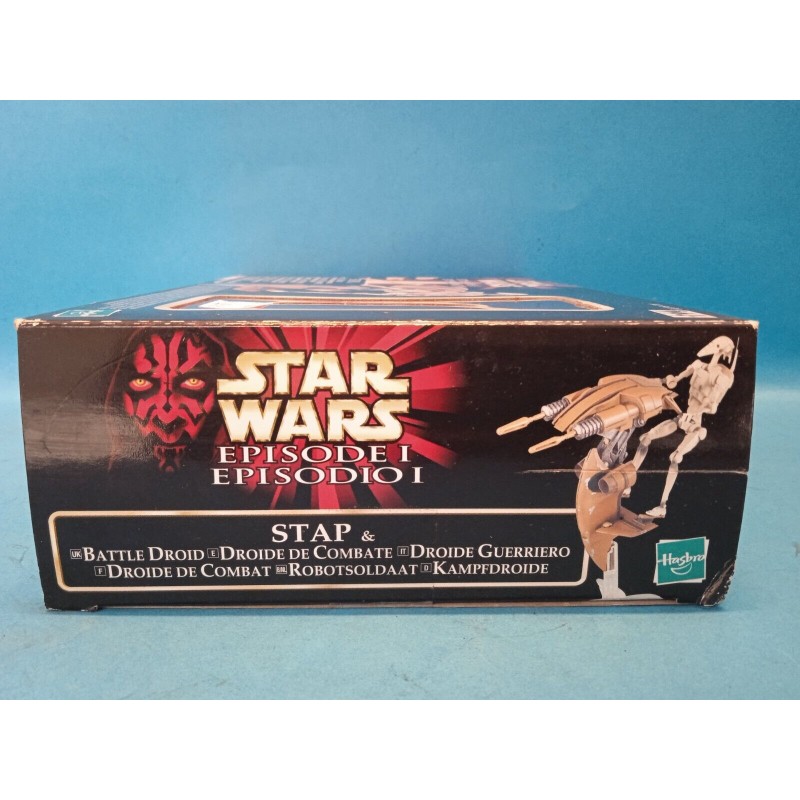 STAR
WARS
EPISODE I
EPISODIO I
STAP &
UK BATTLE DROID E DROIDE DE COMBATE IT DROIDE GUERRIERO
F DROIDE DE COMBAT NL ROBOTSOLDAAT D KAMPFDROIDE
Hasbro